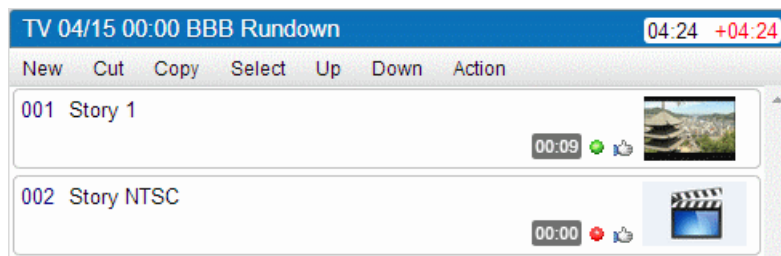 TV 04/15 00:00 BBB Rundown 04:24 +04:24
New Cut Copy Select Up Down Action
001 Story 1
00:09
002 Story NTSC
00:00